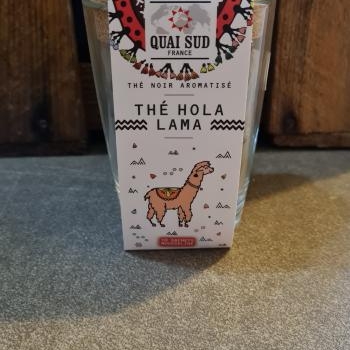 QUAI SUD
FRANCE
THÉ NOIR AROMATISÉ
THÉ HOLA
LAMA